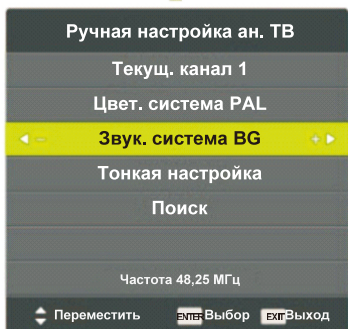 Ручная настройка ан. ТВ
Текущ. канал 1
Цвет. система PAL
Звук. система BG
Тонкая настройка
Поиск
Частота 48,25 МГц
Переместить ENTER Выбор EXIT Выход